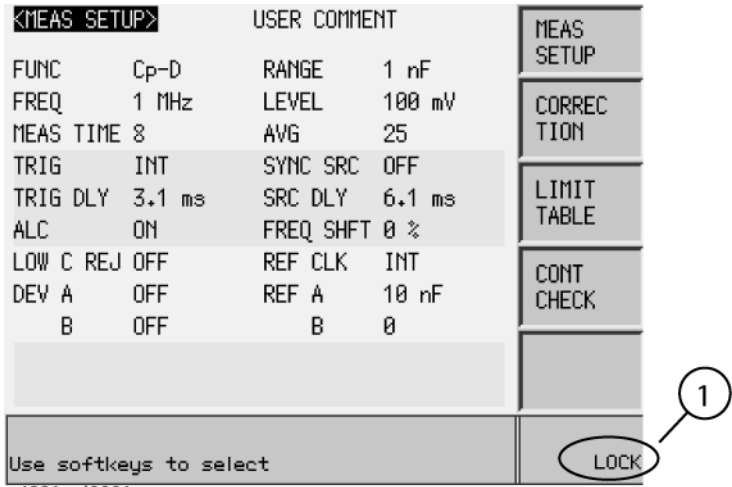 <MEAS SETUP> USER COMMENT
FUNC Cp-D RANGE 1 nF
FREQ 1 MHz LEVEL 100 mV
MEAS TIME 8 AVG 25
TRIG INT SYNC SRC OFF
TRIG DLY 3.1 ms SRC DLY 6.1 ms
ALC ON FREQ SHFT 0 %
LOW C REJ OFF REF CLK INT
DEV A OFF REF A 10 nF
B OFF B 0
Use softkeys to select
MEAS
SETUP
CORREC
TION
LIMIT
TABLE
CONT
CHECK
LOCK
1